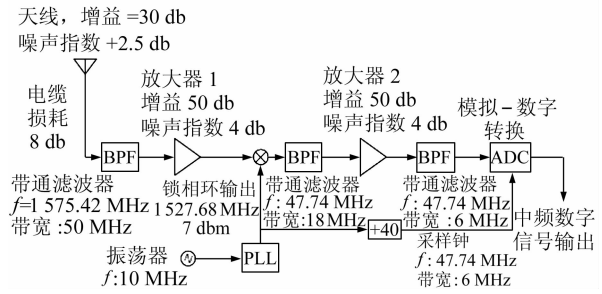 天线，增益 =30 db
噪声指数 +2.5 db
电缆
损耗
8 db
放大器 1
增益 50 db
噪声指数 4 db
放大器 2
增益 50 db
噪声指数 4 db
模拟-数字
转换
BPF
BPF
BPF
ADC
带通滤波器
f=1 575.42 MHz
带宽:50 MHz
锁相环输出
1 527.68 MHz
7 dbm
带通滤波器
f: 47.74 MHz
带宽:18 MHz
带通滤波器
f: 47.74 MHz
带宽:6 MHz
中频数字
信号输出
+40
采样钟
f: 47.74 MHz
带宽:6 MHz
振荡器
f:10 MHz
PLL